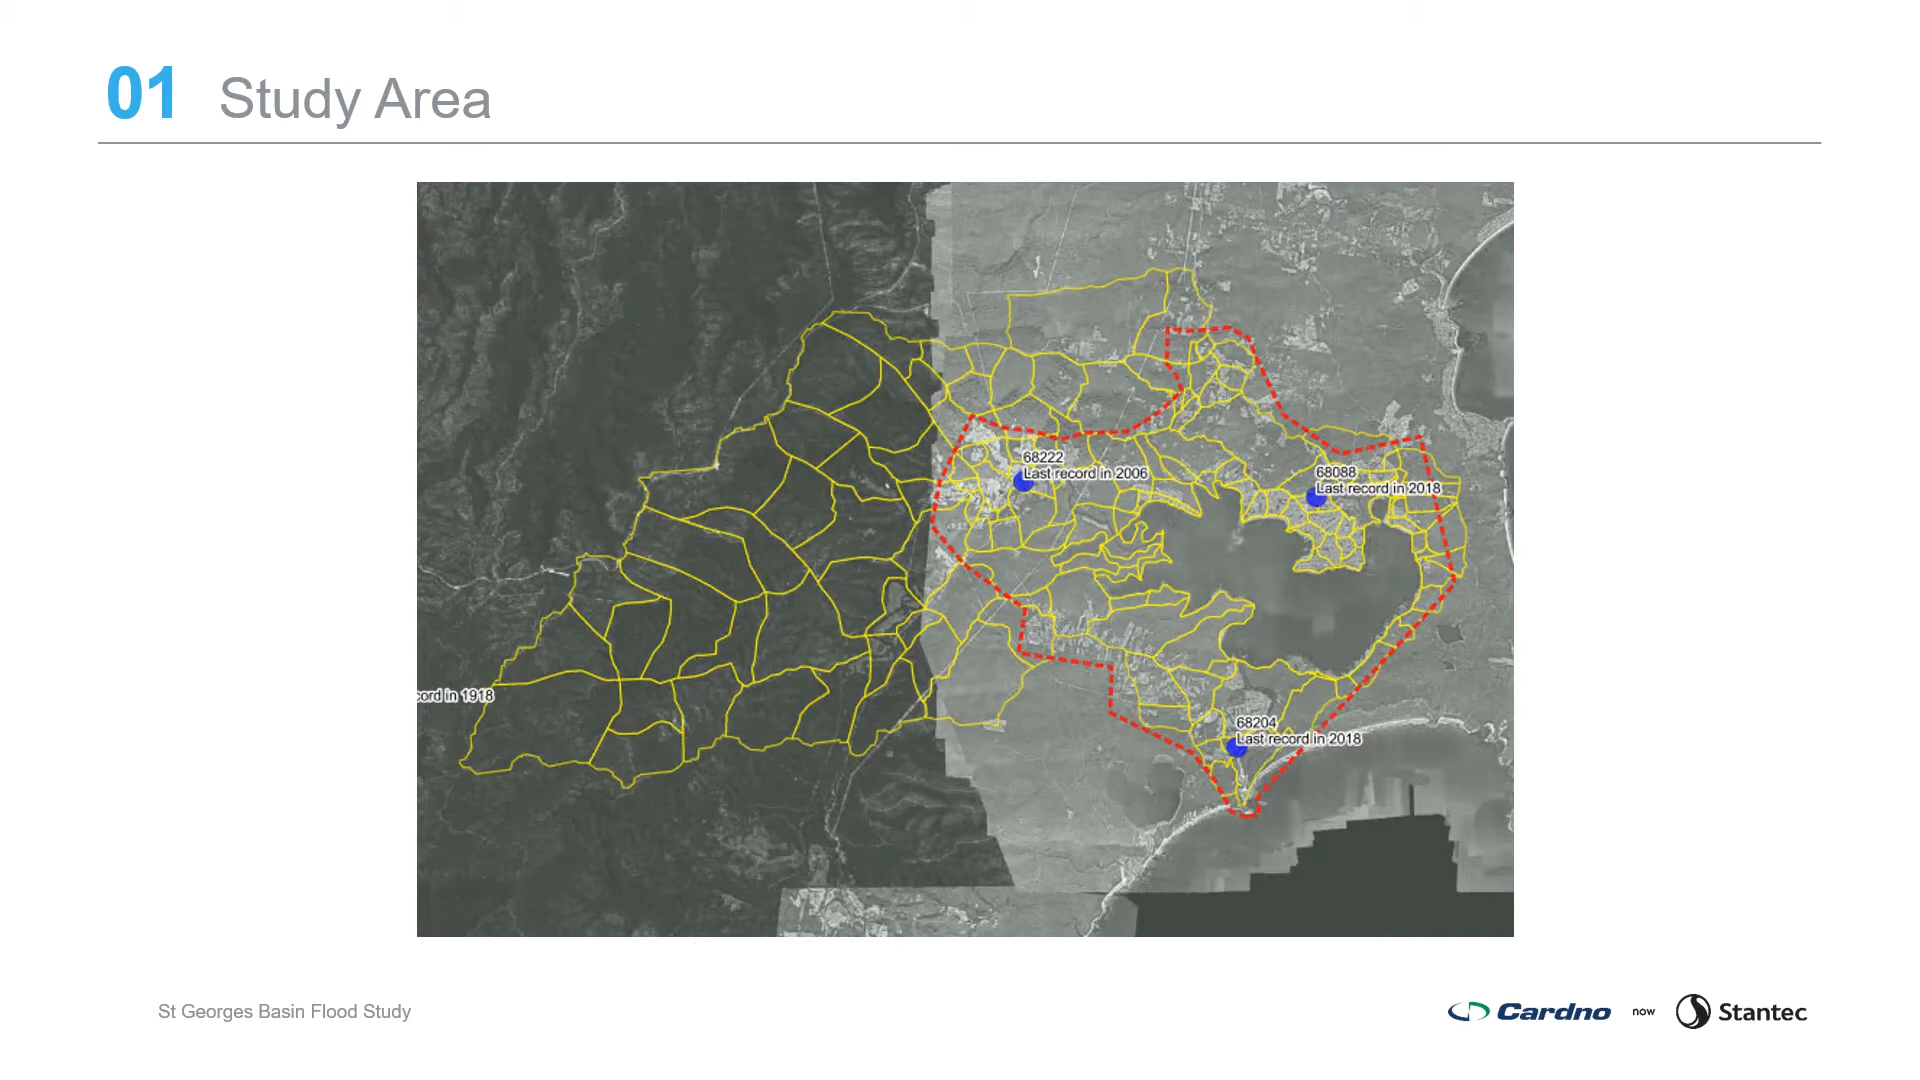 01 Study Area
68222
Last record in 2006
68088
Last record in 2018
in 1918
68204
Last record in 2018
St Georges Basin Flood Study
Cardno now Stantec